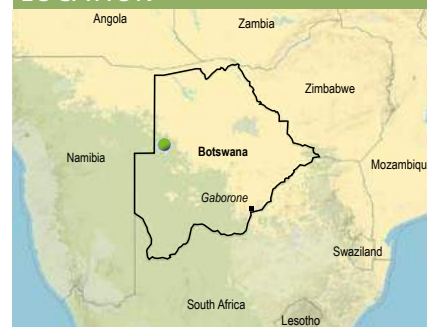 Angola
Zambia
Zimbabwe
Namibia
Botswana
Mozambiqu
Gaborone
Swaziland
South Africa
Lesotho